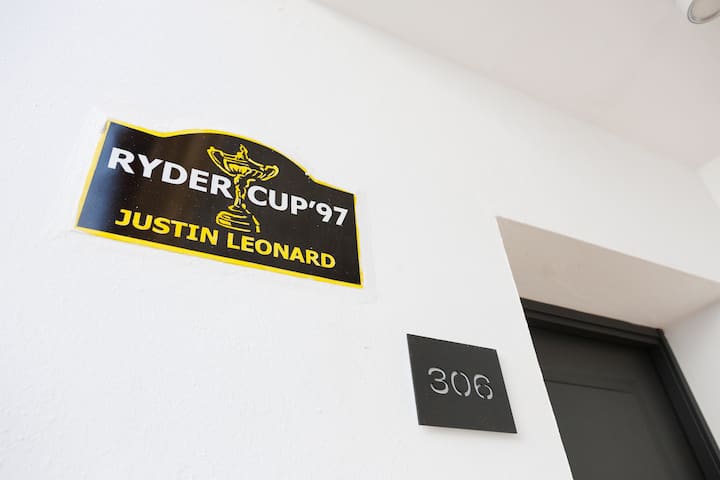 RYDER CUP'97
JUSTIN LEONARD
306